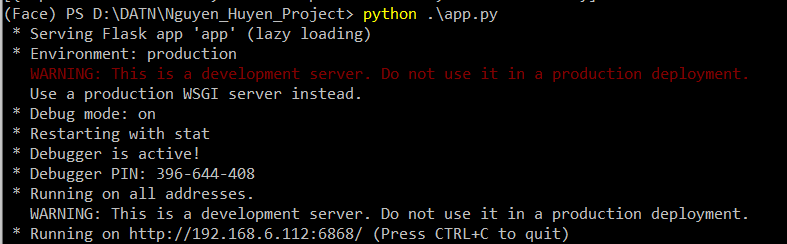 (Face) PS D:\DATN\Nguyen_Huyen_Project> python .\app.py
* Serving Flask app 'app' (lazy loading)
* Environment: production
WARNING: This is a development server. Do not use it in a production deployment.
Use a production WSGI server instead.
* Debug mode: on
* Restarting with stat
* Debugger is active!
* Debugger PIN: 396-644-408
* Running on all addresses.
WARNING: This is a development server. Do not use it in a production deployment.
* Running on http://192.168.6.112:6868/ (Press CTRL+C to quit)